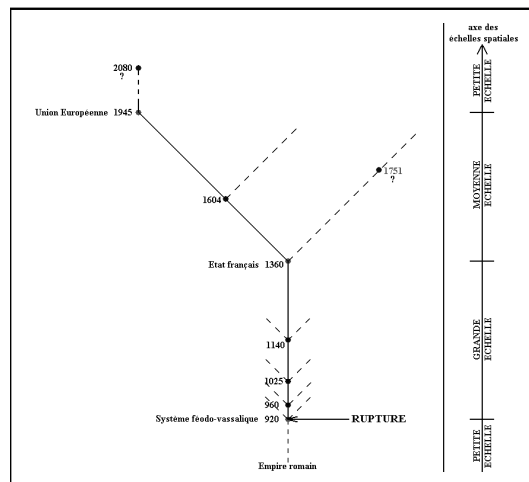 axe des
échelles spatiales
PETITE
ECHELLE
2080
?
Union Européenne 1945
1751
?
MOYENNE
ECHELLE
1604
Etat français 1360
1140
GRANDE
ECHELLE
1025
960
Système féodo-vassalique 920
RUPTURE
PETITE
ECHELLE
Empire romain